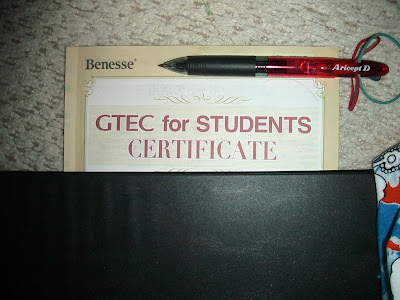 Benesse®
Aricept D
GTEC for STUDENTS
CERTIFICATE